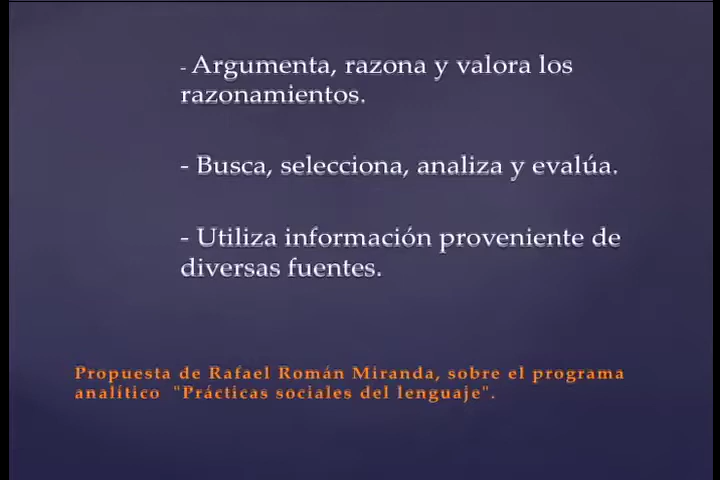 - Argumenta, razona y valora los
razonamientos.
- Busca, selecciona, analiza y evalúa.
- Utiliza información proveniente de
diversas fuentes.
Propuesta de Rafael Román Miranda, sobre el programa
analítico "Prácticas sociales del lenguaje".